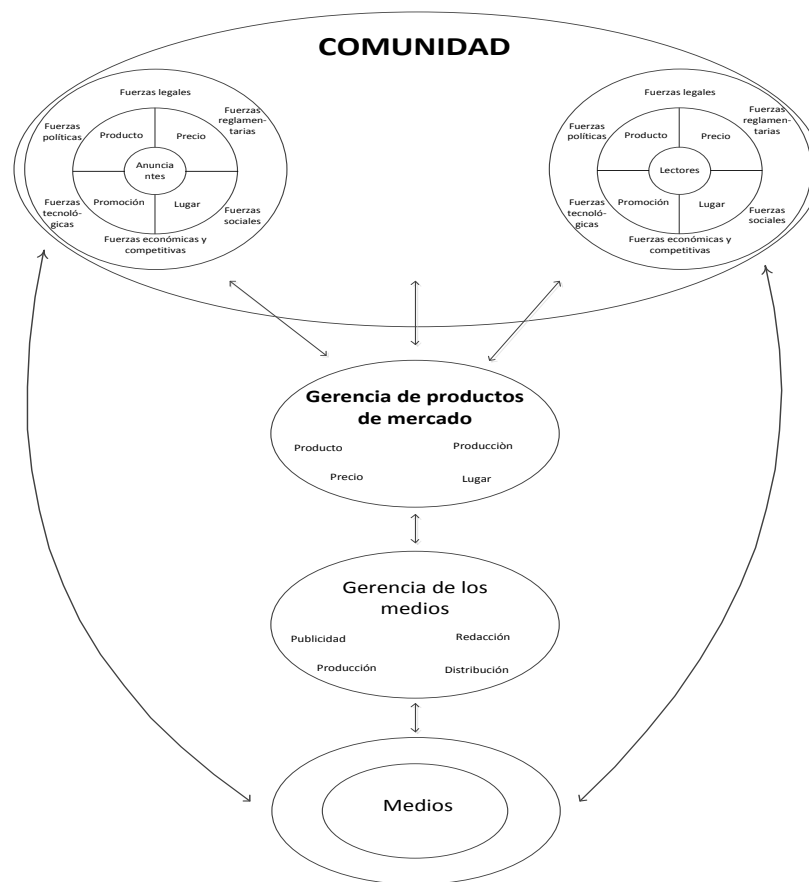 COMUNIDAD
Fuerzas legales
Fuerzas
reglamen-
tarias
Fuerzas
políticas
Producto
Precio
Anuncia
ntes
Promoción
Lugar
Fuerzas
tecnoló-
gicas
Fuerzas
sociales
Fuerzas económicas y
competitivas
Fuerzas legales
Fuerzas
reglamen-
tarias
Fuerzas
políticas
Producto
Precio
Lectores
Promoción
Lugar
Fuerzas
tecnoló-
gicas
Fuerzas
sociales
Fuerzas económicas y
competitivas
Gerencia de productos
de mercado
Producto
Producciòn
Precio
Lugar
Gerencia de los
medios
Publicidad
Redacción
Producción
Distribución
Medios